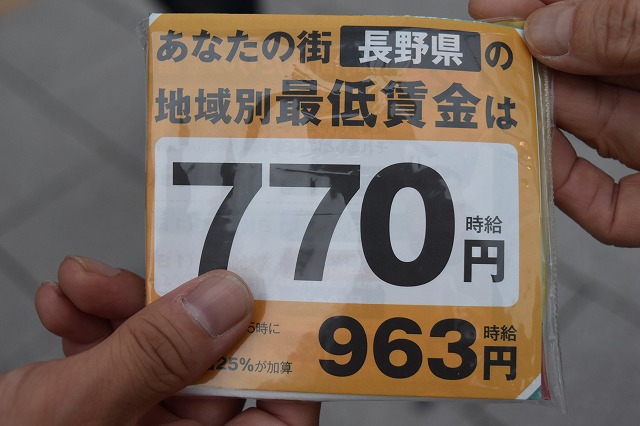 あなたの街 長野県 の
地域別最低賃金は
770 時給 円
5時に
25%が加算
963 時給 円